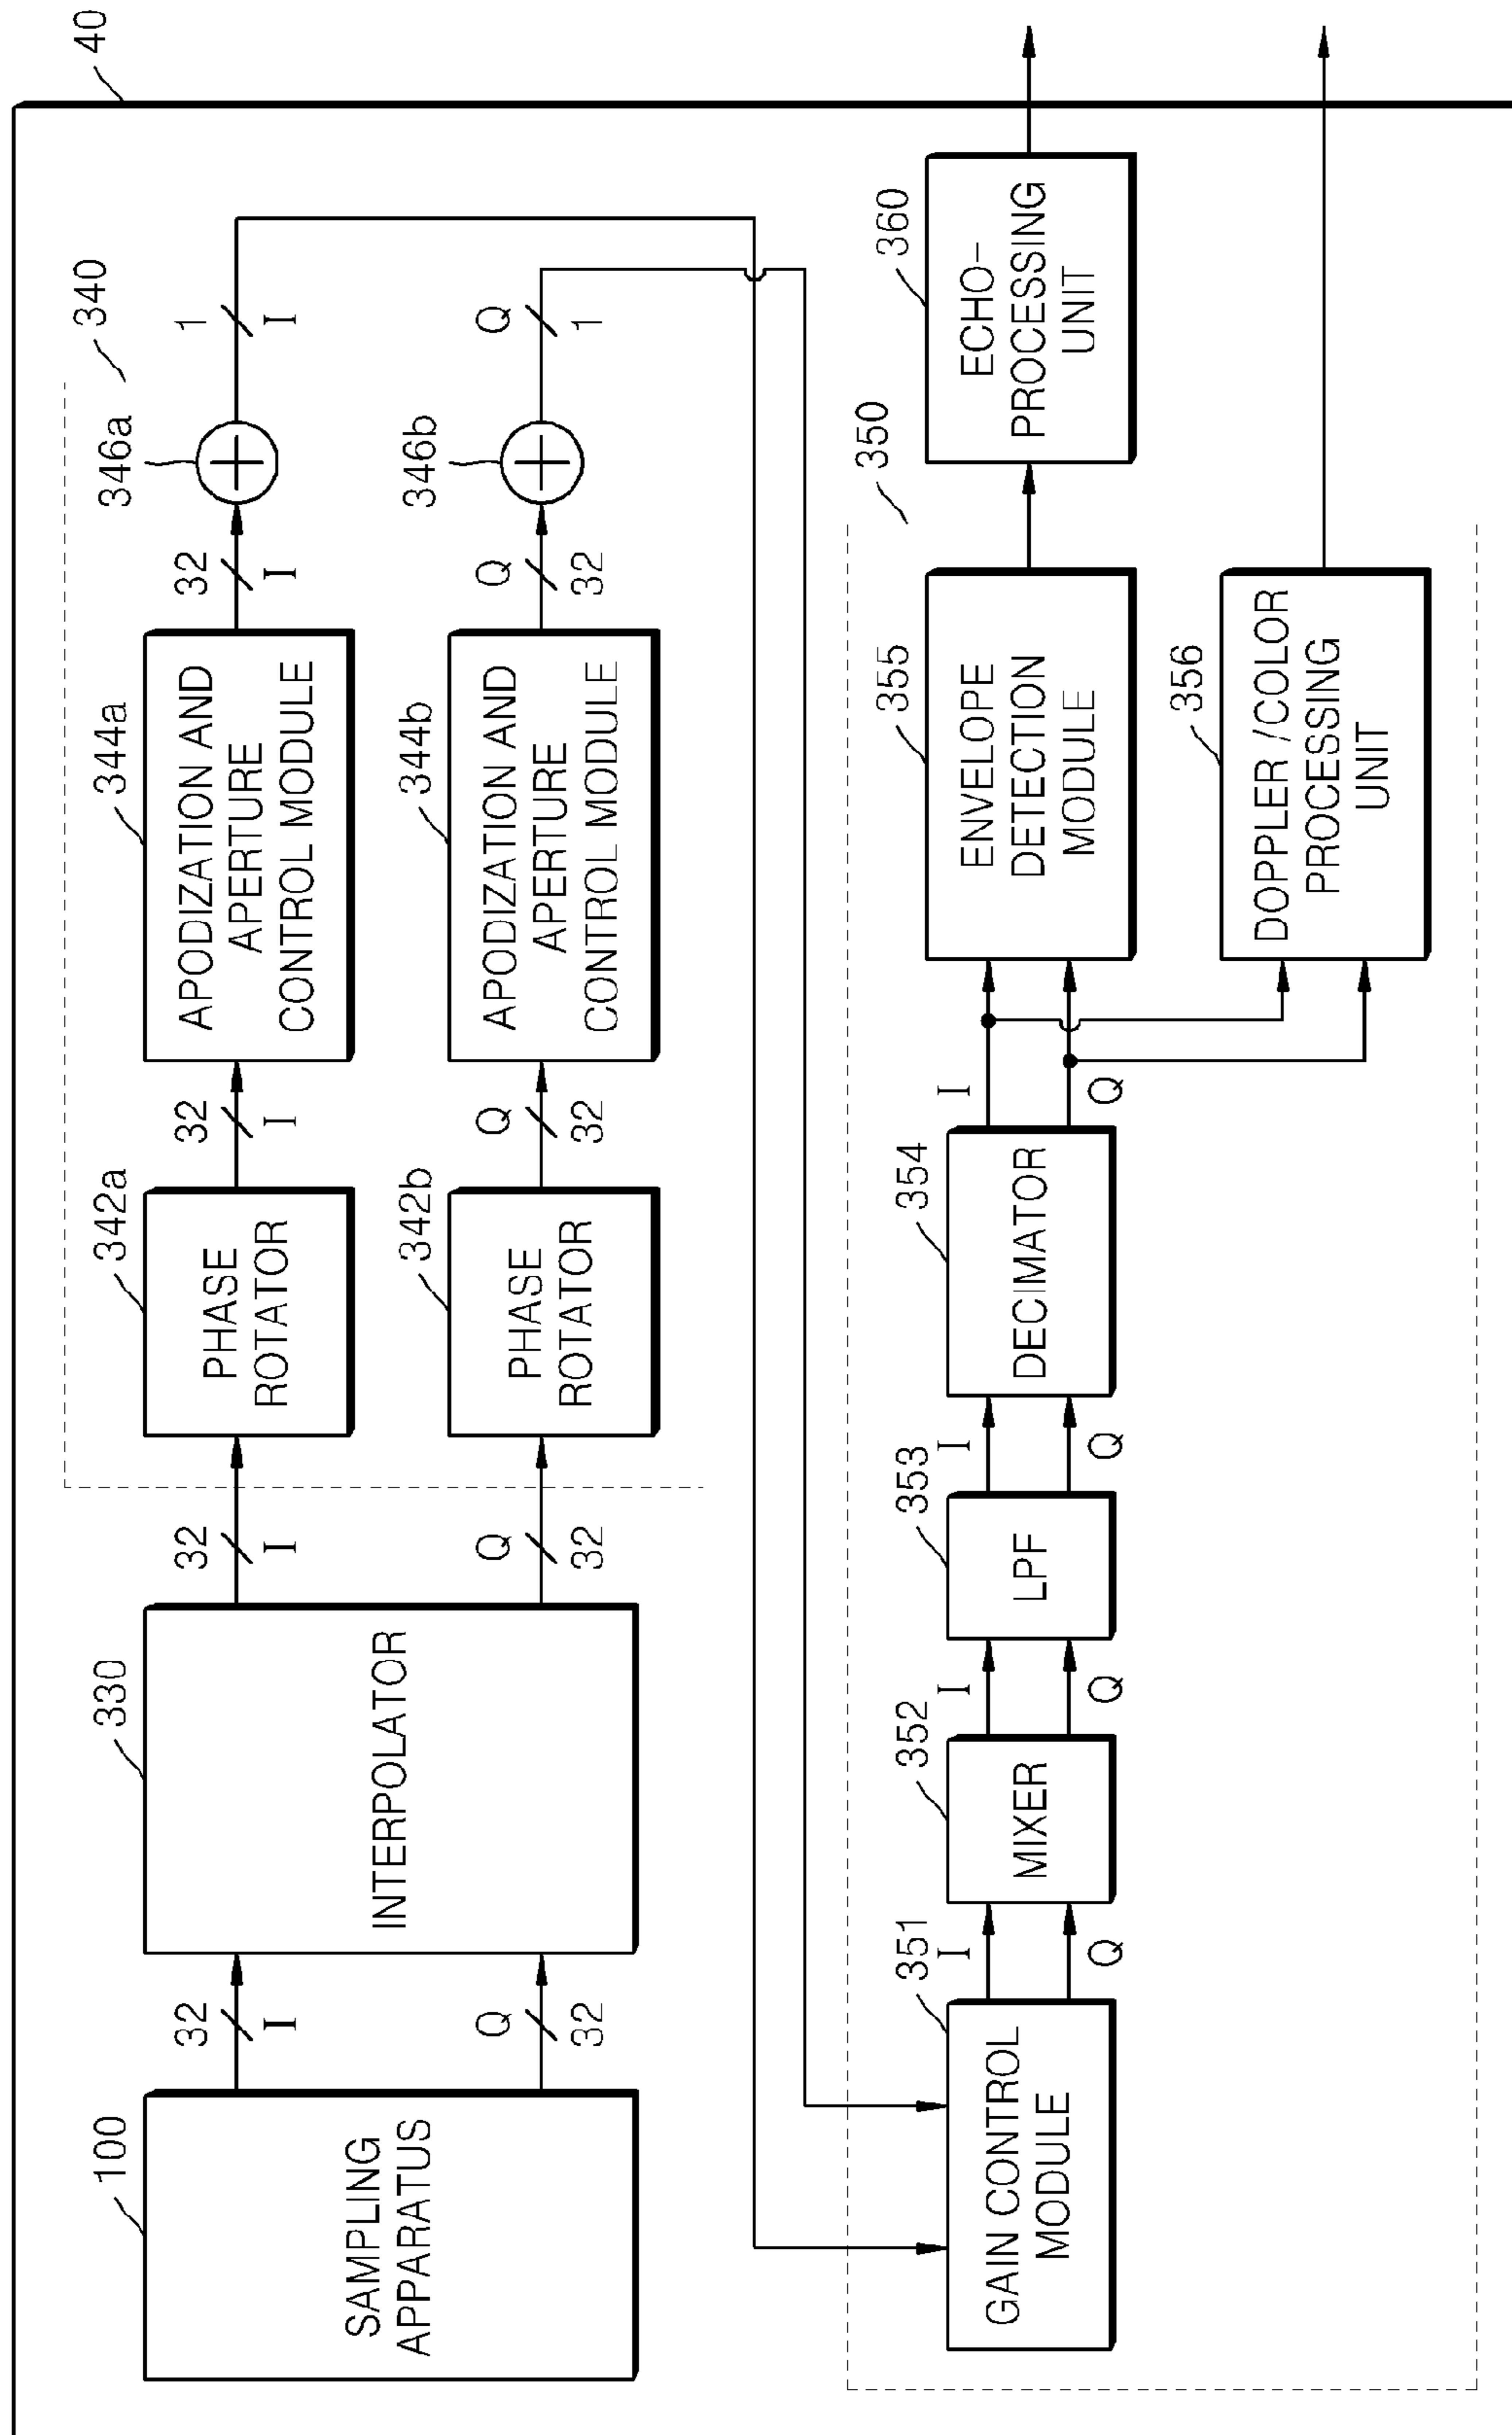 40
100
SAMPLING
APPARATUS
32
I
Q
32
330
INTERPOLATOR
32
I
Q
32
340
342a
PHASE
ROTATOR
342b
PHASE
ROTATOR
32
I
Q
32
344a
APODIZATION AND
APERTURE
CONTROL MODULE
344b
APODIZATION AND
APERTURE
CONTROL MODULE
32
I
Q
32
346a
346b
1
I
Q
1
350
351
GAIN CONTROL
MODULE
I
Q
352
MIXER
I
Q
353
LPF
I
Q
354
DECIMATOR
I
Q
355
ENVELOPE
DETECTION
MODULE
356
DOPPLER /COLOR
PROCESSING
UNIT
360
ECHO-
PROCESSING
UNIT